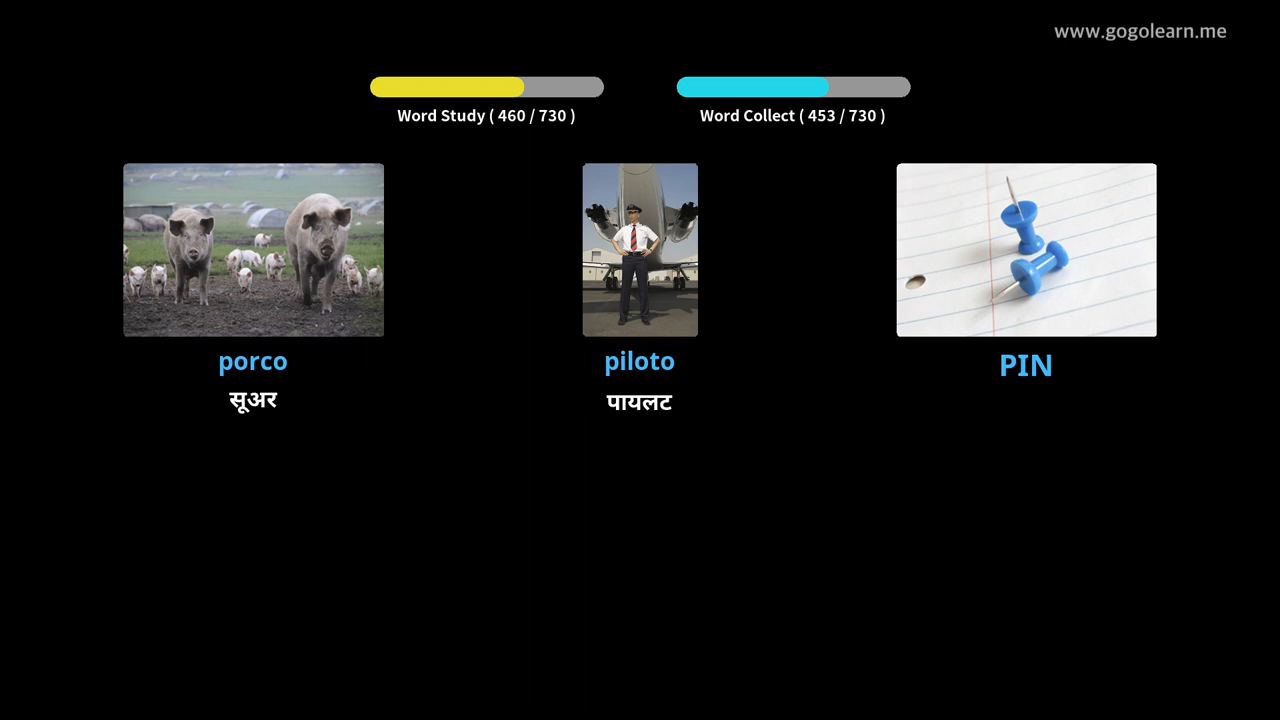 www.gogolearn.me
Word Study ( 460 / 730 )
Word Collect ( 453 / 730 )
porco
सूअर
piloto
पायलट
PIN